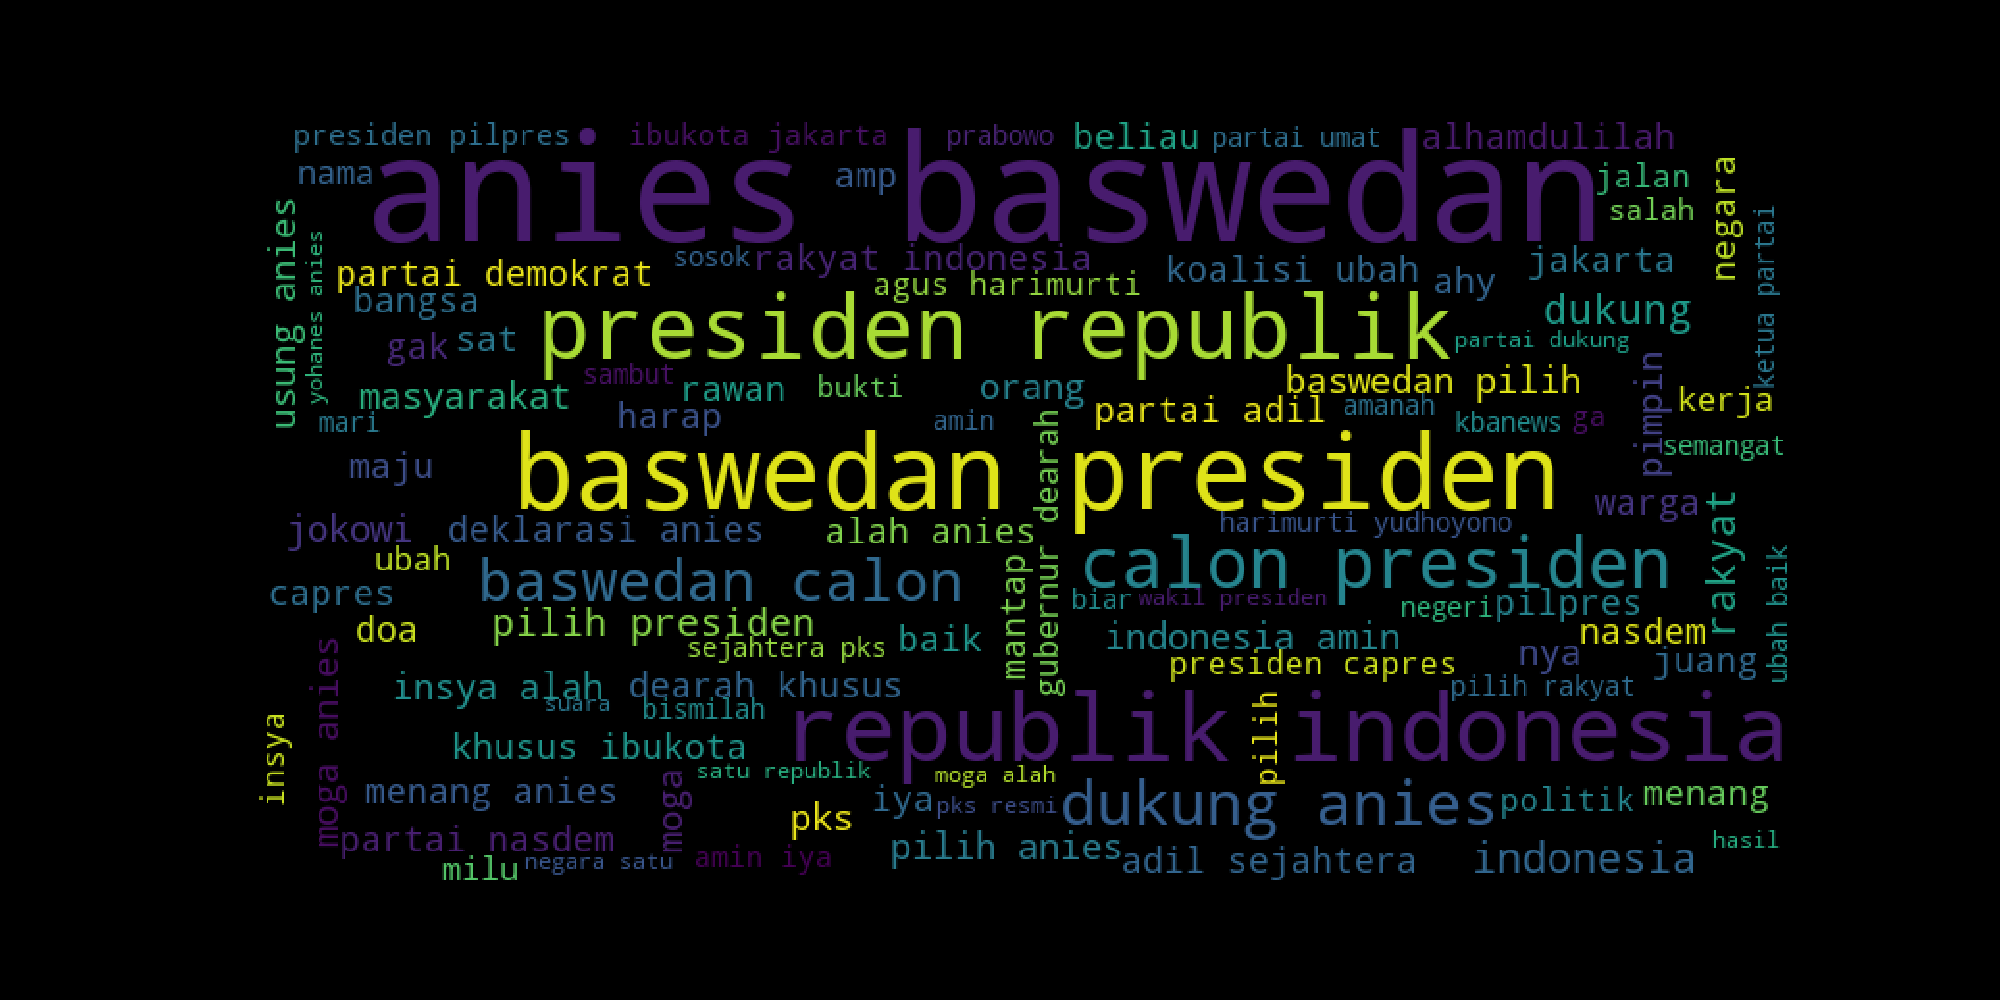 presiden pilpres
ibukota jakarta
prabowo
beliau
partai umat
alhamdulilah
nama
anies baswedan
amp
jalan
salah
negara
usung anies
yohanes anies
partai demokrat
sosok
rakyat indonesia
koalisi ubah
ahy
jakarta
ketua partai
bangsa
agus harimurti
dukung
gak
sat
presiden republik
partai dukung
sambut
masyarakat
rawan
bukti
orang
baswedan pilih
pimpin
kerja
mari
harap
amin
partai adil
amanah
kbanews
ga
semangat
maju
baswedan presiden
gubernur dearah
warga
rakyat
jokowi
deklarasi anies
alah anies
harimurti yudhoyono
ubah
capres
baswedan calon
mantap
calon presiden
ubah baik
biar
wakil presiden
negeri
pilpres
doa
pilih presiden
sejahtera pks
baik
indonesia amin
nasdem
presiden capres
nya
juang
moga anies
insya alah
dearah khusus
pilih rakyat
suara
bismilah
insya
republik indonesia
pilih
khusus ibukota
satu republik
moga alah
menang anies
moga
pks
iya
pks resmi
dukung anies
politik
menang
partai nasdem
milu
negara satu
amin iya
pilih anies
adil sejahtera
indonesia
hasil